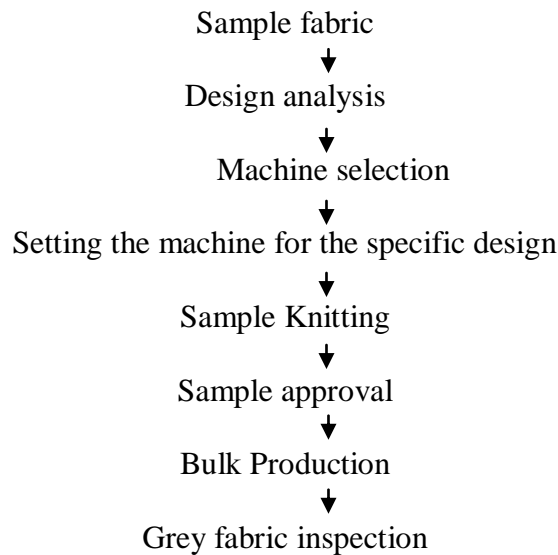 Sample fabric
Design analysis
Machine selection
Setting the machine for the specific design
Sample Knitting
Sample approval
Bulk Production
Grey fabric inspection